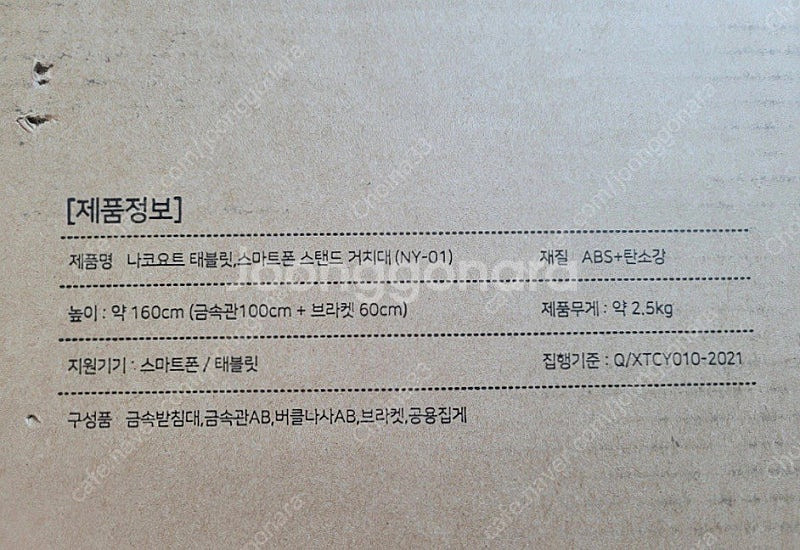 [제품정보]
제품명 나코요트 태블릿,스마트폰 스탠드 거치대 (NY-01) 재질 ABS+탄소강
joonggonara
높이 : 약 160cm (금속관100cm + 브라켓 60cm) 제품무게 : 약 2.5kg
지원기기 : 스마트폰 / 태블릿 집행기준 : Q/XTCY010-2021
구성품 금속받침대,금속관AB,버클나사AB,브라켓,공용집게